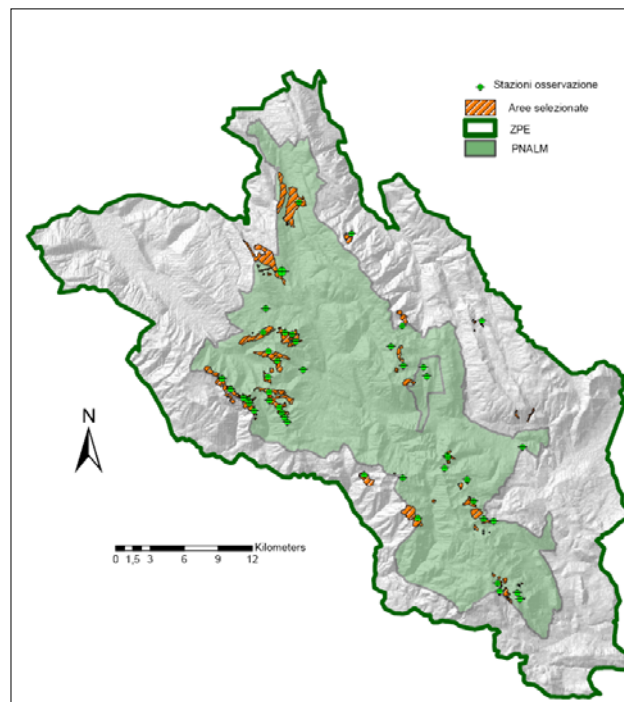 Stazioni osservazione
Aree selezionate
ZPE
PNALM
N
Kilometers
0 1,5 3 6 9 12